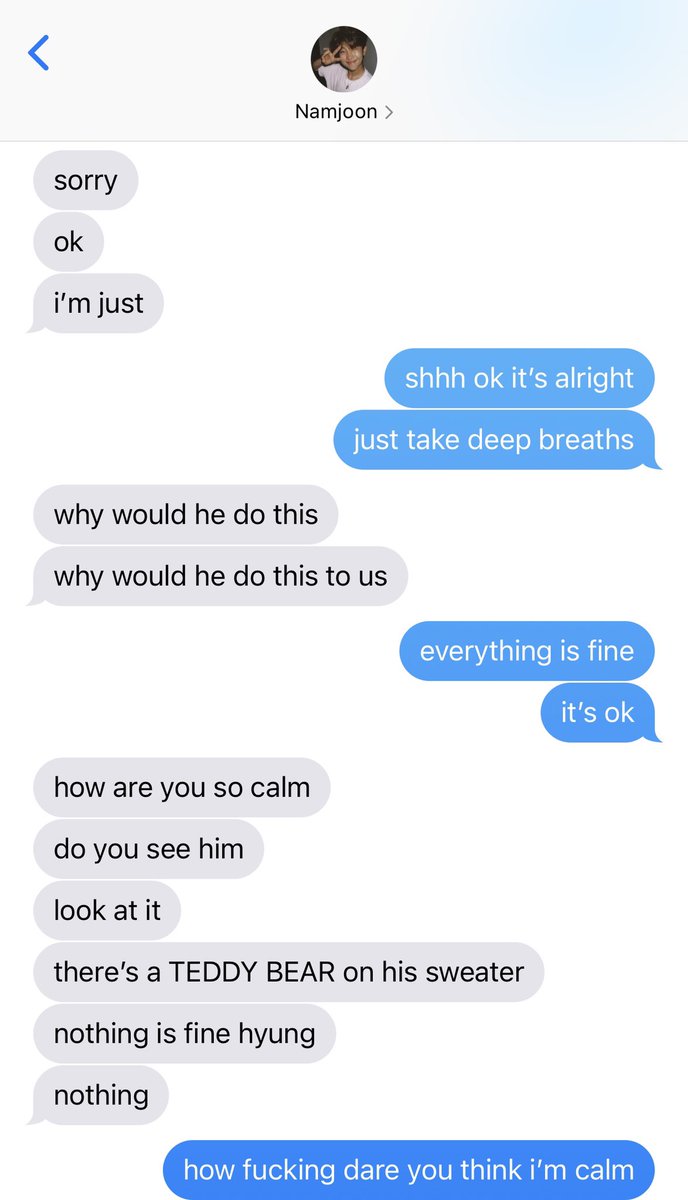 Namjoon
sorry
ok
i’m just
shhh ok it’s alright
just take deep breaths
why would he do this
why would he do this to us
everything is fine
it’s ok
how are you so calm
do you see him
look at it
there’s a TEDDY BEAR on his sweater
nothing is fine hyung
nothing
how fucking dare you think i’m calm